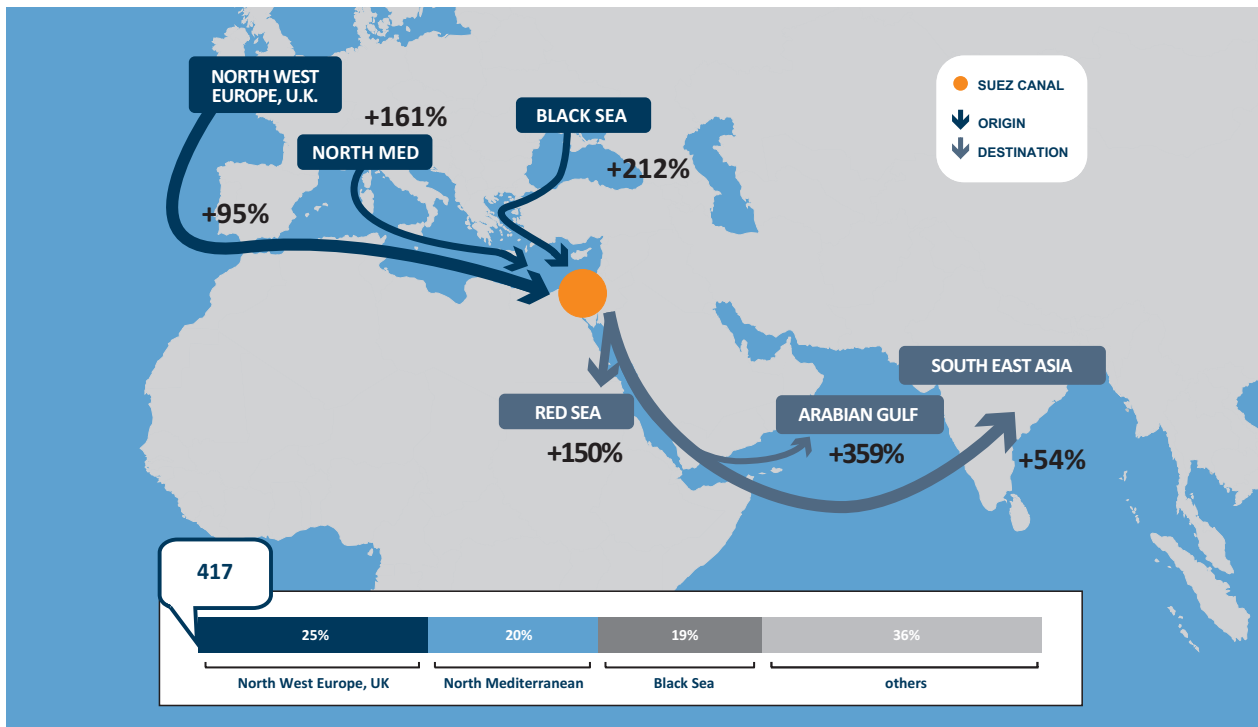 NORTH WEST
EUROPE, U.K.
+161%
BLACK SEA
NORTH MED
+212%
+95%
SUEZ CANAL
ORIGIN
DESTINATION
SOUTH EAST ASIA
RED SEA
ARABIAN GULF
+150%
+359%
+54%
417
25%
20%
19%
36%
North West Europe, UK
North Mediterranean
Black Sea
others